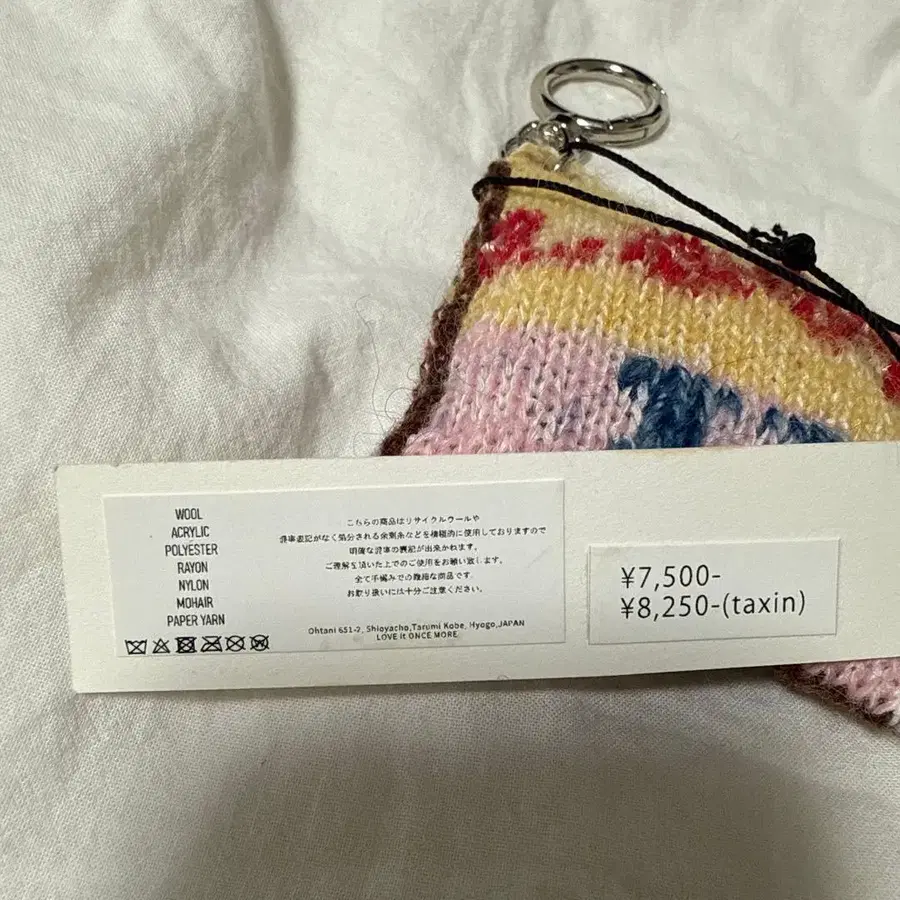 WOOL
ACRYLIC
POLYESTER
RAYON
NYLON
MOHAIR
PAPER YARN
こちらの商品はリサイクルウールや
混率表記がなく処分される余剰糸などを積極的に使用しておりますので
明確な混率の表記が出来かねます。
ご理解を頂いた上でのご使用をお願い致します。
全て手編みでの繊細な商品です
お取り扱いには十分ご注意ください。
Ohtani 651-2, Shioyacho,Tarumi Kobe, Hyogo,JAPAN
LOVE it ONCE MORE
¥7,500-
¥8,250-(taxin)